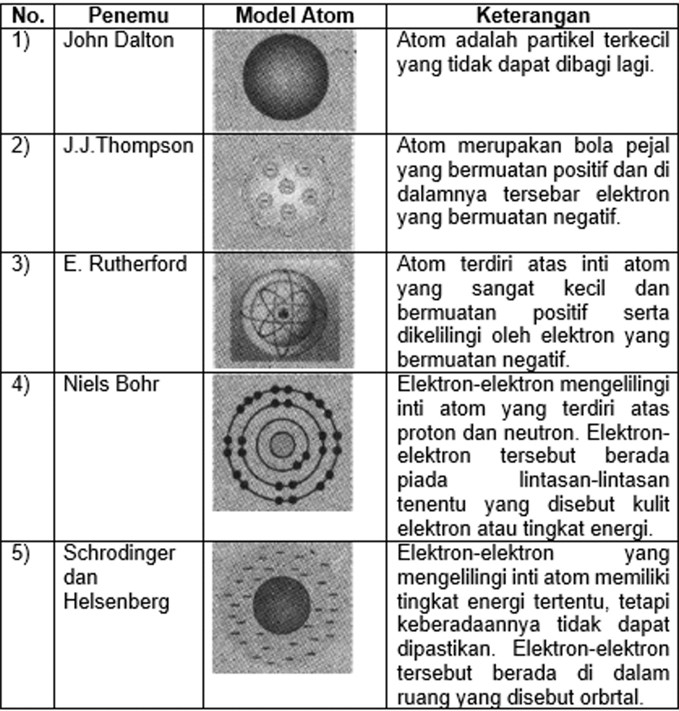 No. Penemu Model Atom Keterangan
1) John Dalton Atom adalah partikel terkecil
yang tidak dapat dibagi lagi.
2) J.J.Thompson Atom merupakan bola pejal
yang bermuatan positif dan di
dalamnya tersebar elektron
yang bermuatan negatif.
3) E. Rutherford Atom terdiri atas inti atom
yang sangat kecil dan
bermuatan positif serta
dikelilingi oleh elektron yang
bermuatan negatif.
4) Niels Bohr Elektron-elektron mengelilingi
inti atom yang terdiri atas
proton dan neutron. Elektron-
elektron tersebut berada
piada lintasan-lintasan
tenentu yang disebut kulit
elektron atau tingkat energi.
5) Schrodinger Elektron-elektron yang
dan mengelilingi inti atom memiliki
Helsenberg tingkat energi tertentu, tetapi
keberadaannya tidak dapat
dipastikan. Elektron-elektron
tersebut berada di dalam
ruang yang disebut orbrtal.